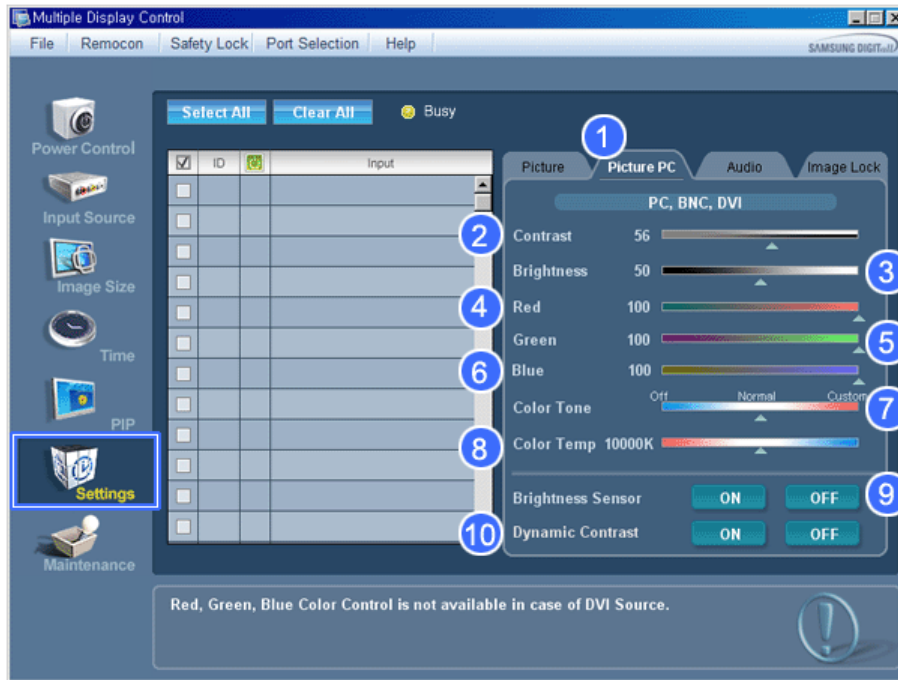 Multiple Display Control
File Remocon Safety Lock Port Selection Help
SAMSUNG DIGITall
Select All Clear All Busy
1
Power Control
ID Input
Picture Picture PC Audio Image Lock
PC, BNC, DVI
Input Source
2 Contrast 56
Brightness 50 3
Image Size
4 Red 100
Green 100 5
Time
6 Blue 100
Off Normal Custom
Color Tone 7
PIP
8 Color Temp 10000K
Settings
Brightness Sensor ON OFF 9
10 Dynamic Contrast ON OFF
Maintenance
Red, Green, Blue Color Control is not available in case of DVI Source.